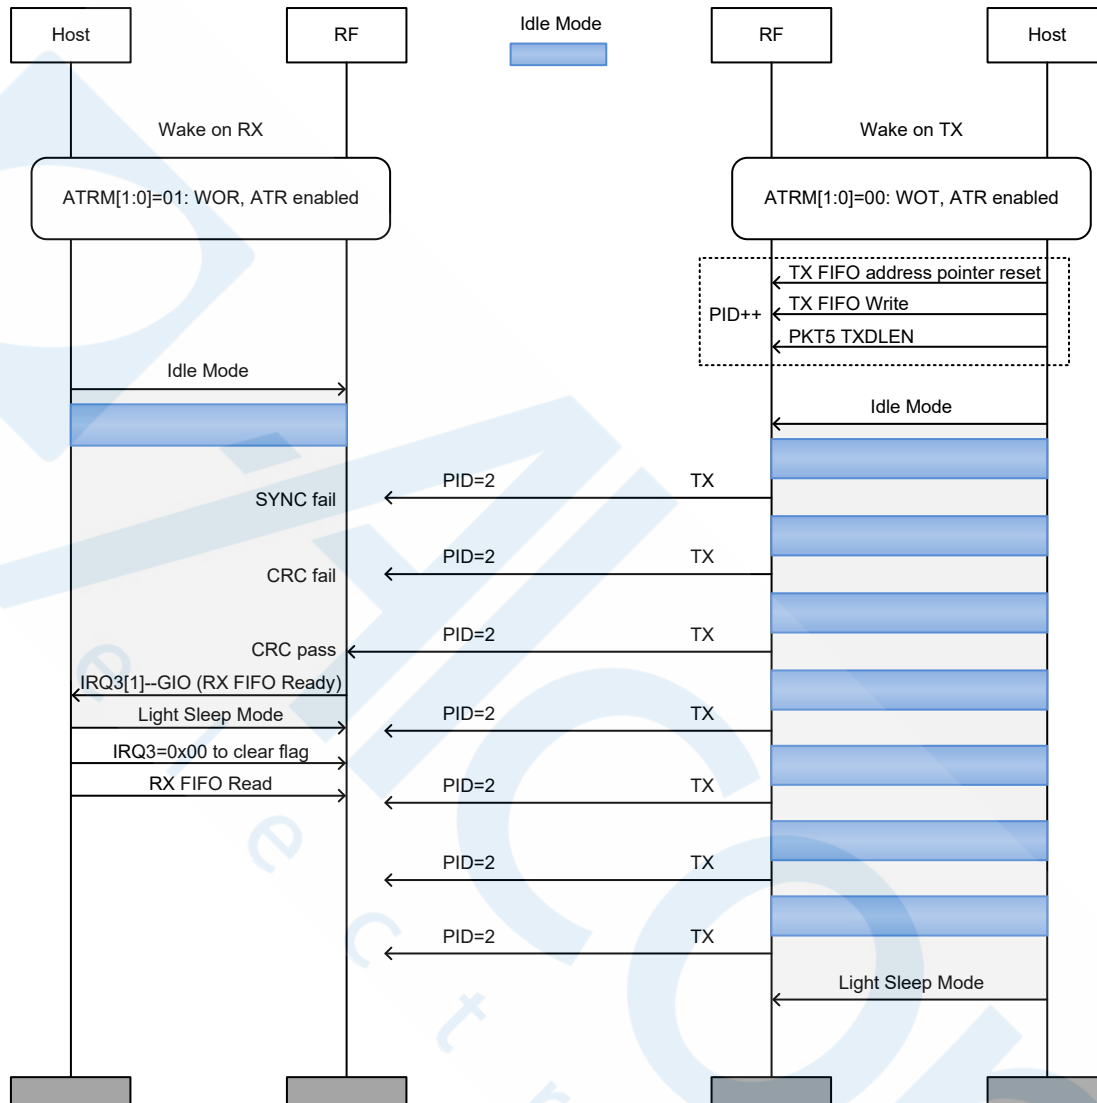 Host
RF
Idle Mode
RF
Host
Wake on RX
Wake on TX
ATRM[1:0]=01: WOR, ATR enabled
ATRM[1:0]=00: WOT, ATR enabled
TX FIFO address pointer reset
PID++
TX FIFO Write
PKT5 TXDLEN
Idle Mode
Idle Mode
SYNC fail
PID=2
TX
CRC fail
PID=2
TX
CRC pass
PID=2
TX
IRQ3[1]--GIO (RX FIFO Ready)
Light Sleep Mode
PID=2
TX
IRQ3=0x00 to clear flag
RX FIFO Read
PID=2
TX
PID=2
TX
PID=2
TX
Light Sleep Mode